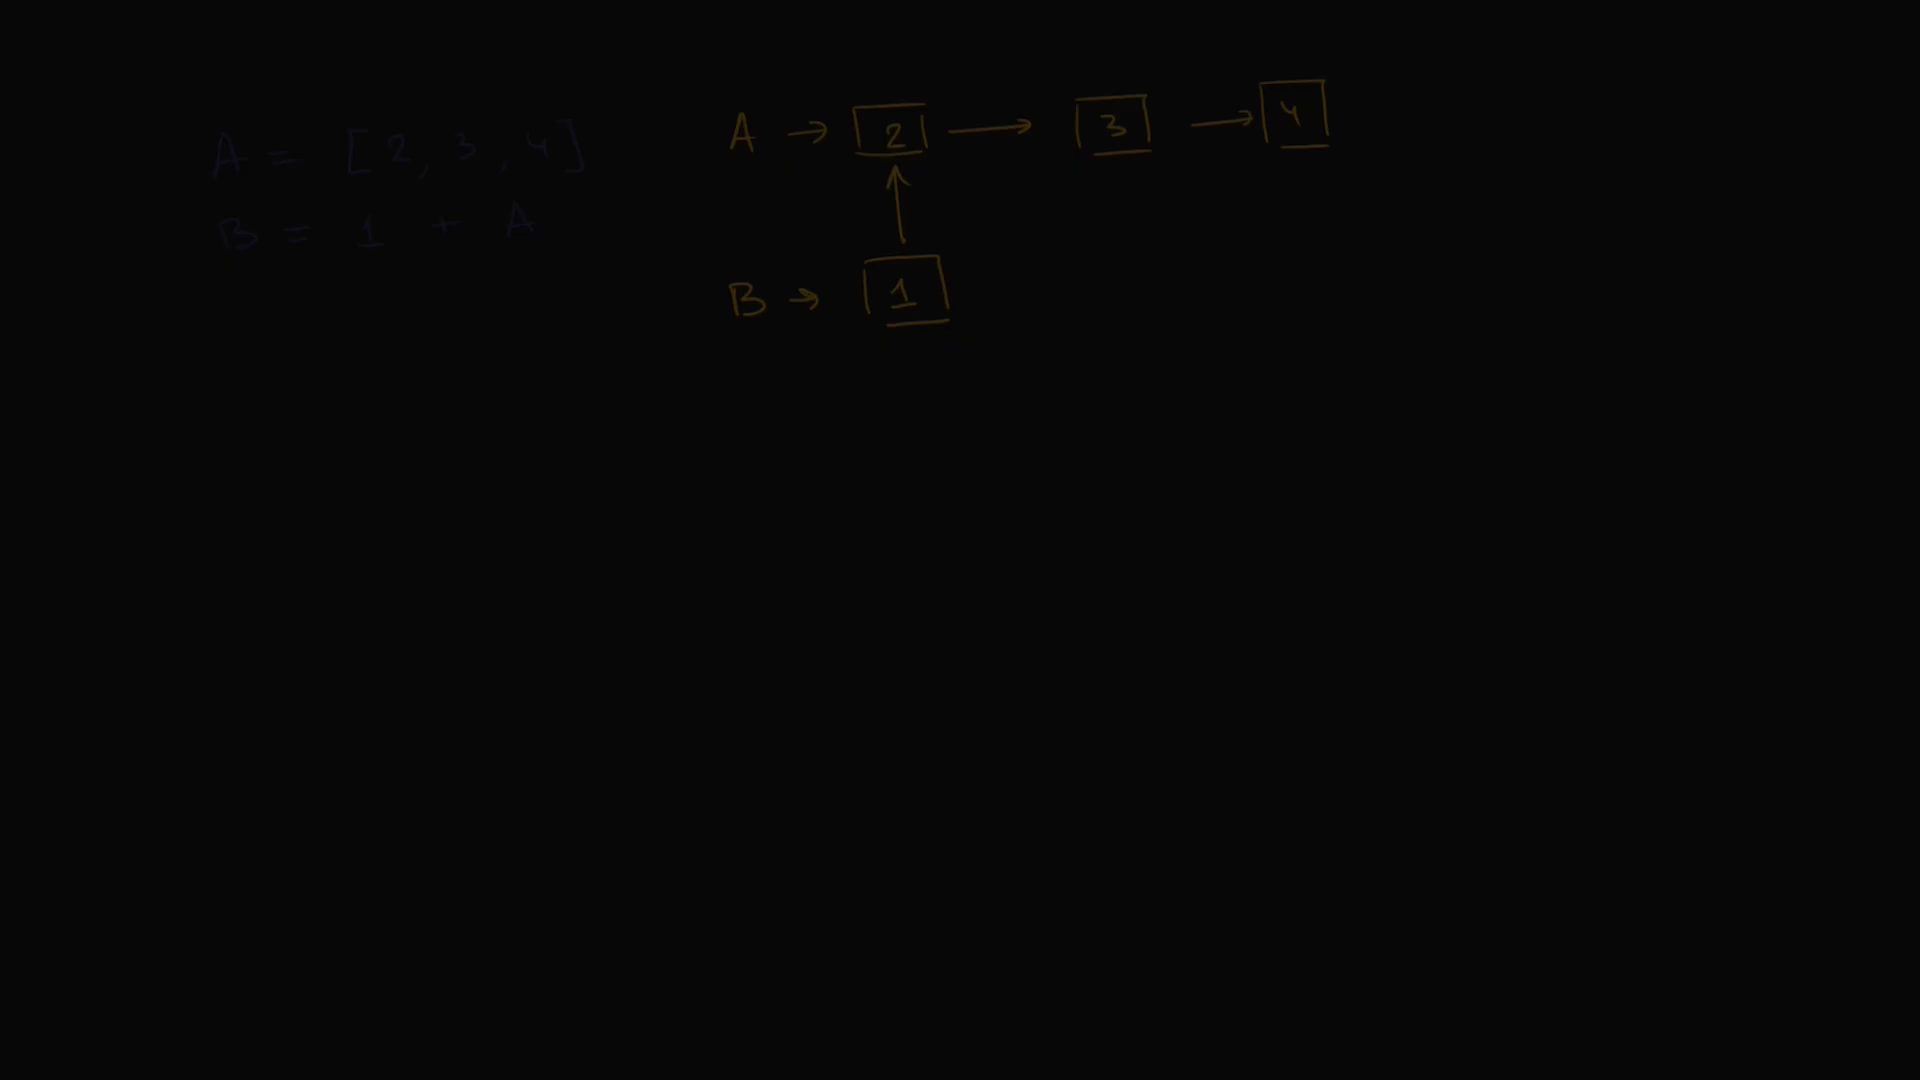 A = [2, 3, 4]
B = 1 + A
A → 2 → 3 → 4
B → 1